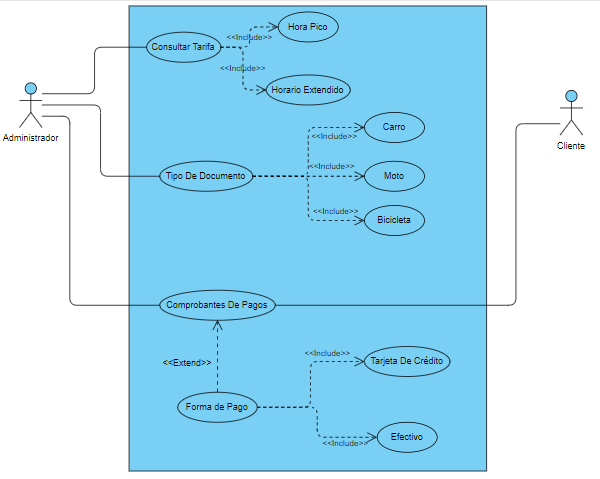 Hora Pico
<<Include>>
Consultar Tarifa
<<Include>>
Horario Extendido
Administrador
Carro
<<Include>>
Cliente
<<Include>>
Tipo De Documento
Moto
<<Include>>
Bicicleta
Comprobantes De Pagos
<<Include>>
<<Extend>>
Tarjeta De Crédito
Forma de Pago
Efectivo
<<Include>>